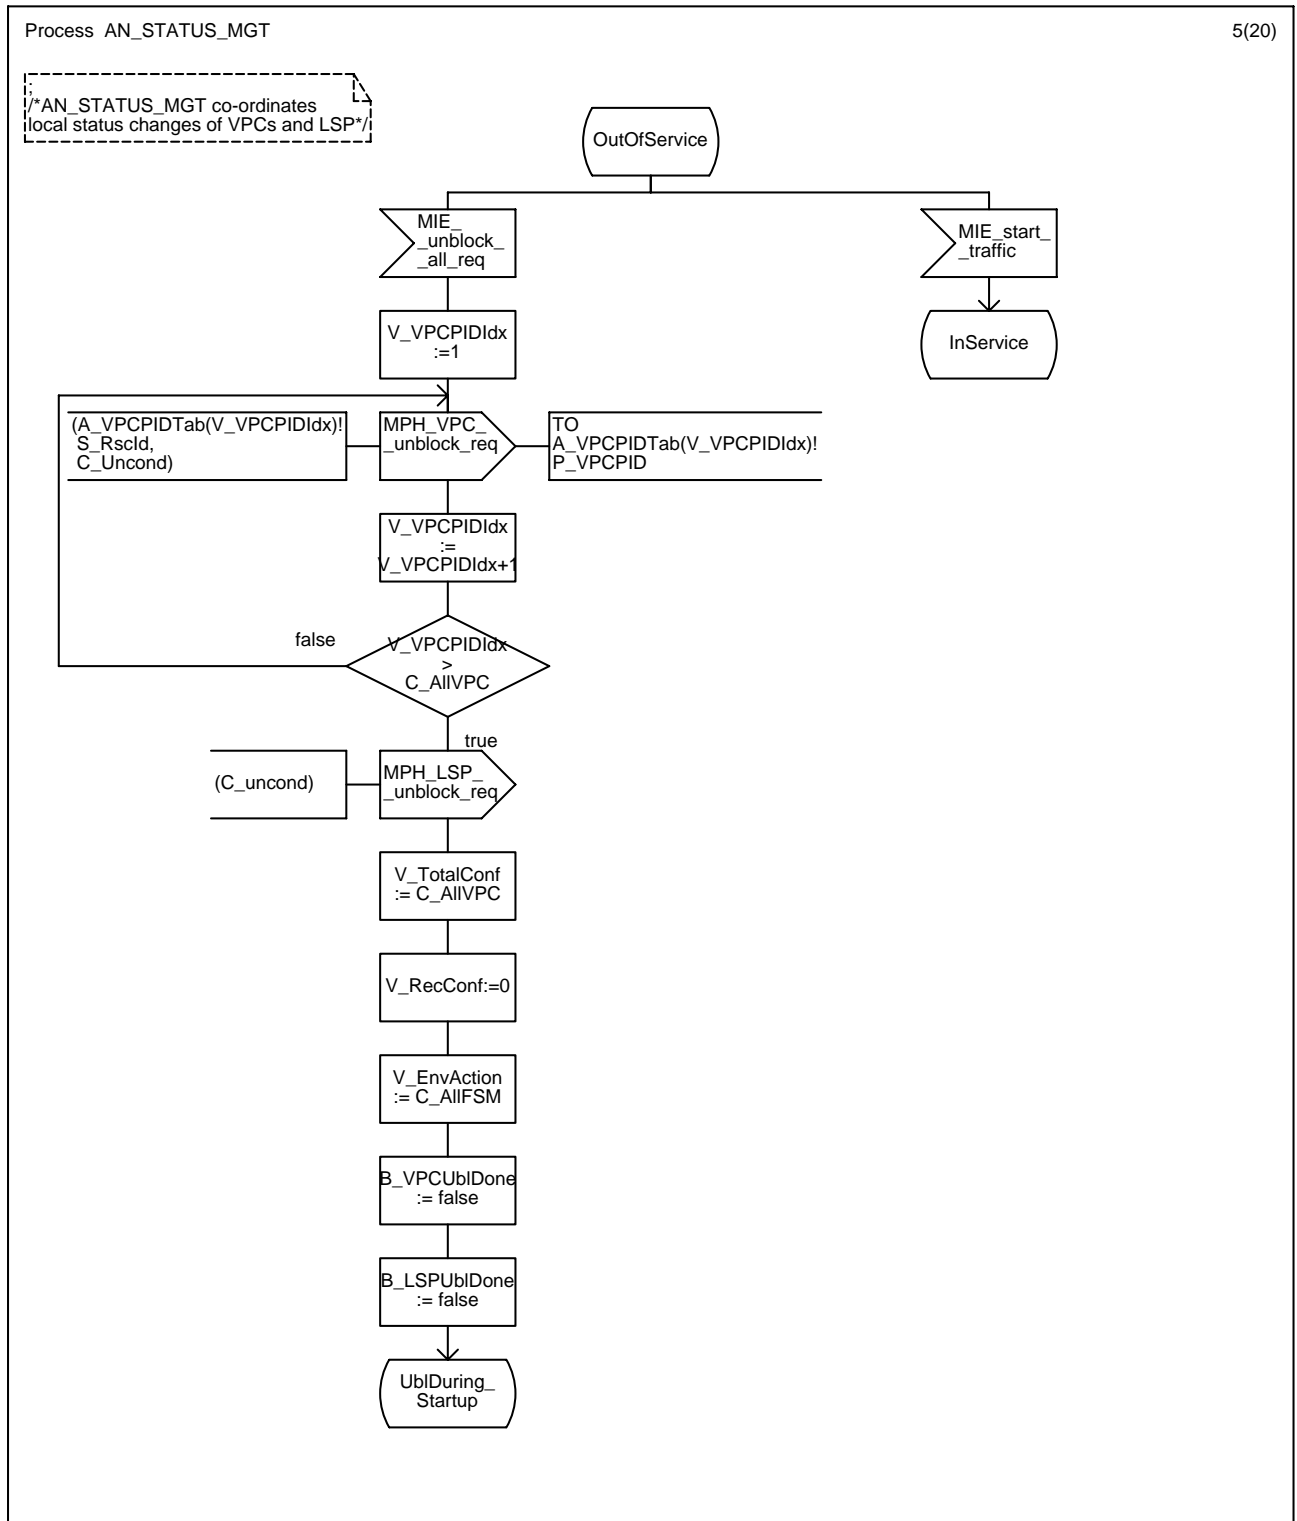 Process AN_STATUS_MGT
5(20)
;
/*AN_STATUS_MGT co-ordinates
local status changes of VPCs and LSP*/
OutOfService
MIE_
_unblock_
_all_req
MIE_start_
_traffic
V_VPCPIDIdx
:=1
InService
(A_VPCPIDTab(V_VPCPIDIdx)!
S_RscId,
C_Uncond)
MPH_VPC_
_unblock_req
TO
A_VPCPIDTab(V_VPCPIDIdx)!
P_VPCPID
V_VPCPIDIdx
:=
V_VPCPIDIdx+1
false
V_VPCPIDIdx
>
C_AllVPC
true
(C_uncond)
MPH_LSP_
_unblock_req
V_TotalConf
:= C_AllVPC
V_RecConf:=0
V_EnvAction
:= C_AllFSM
B_VPCUblDone
:= false
B_LSPUblDone
:= false
UblDuring_
Startup